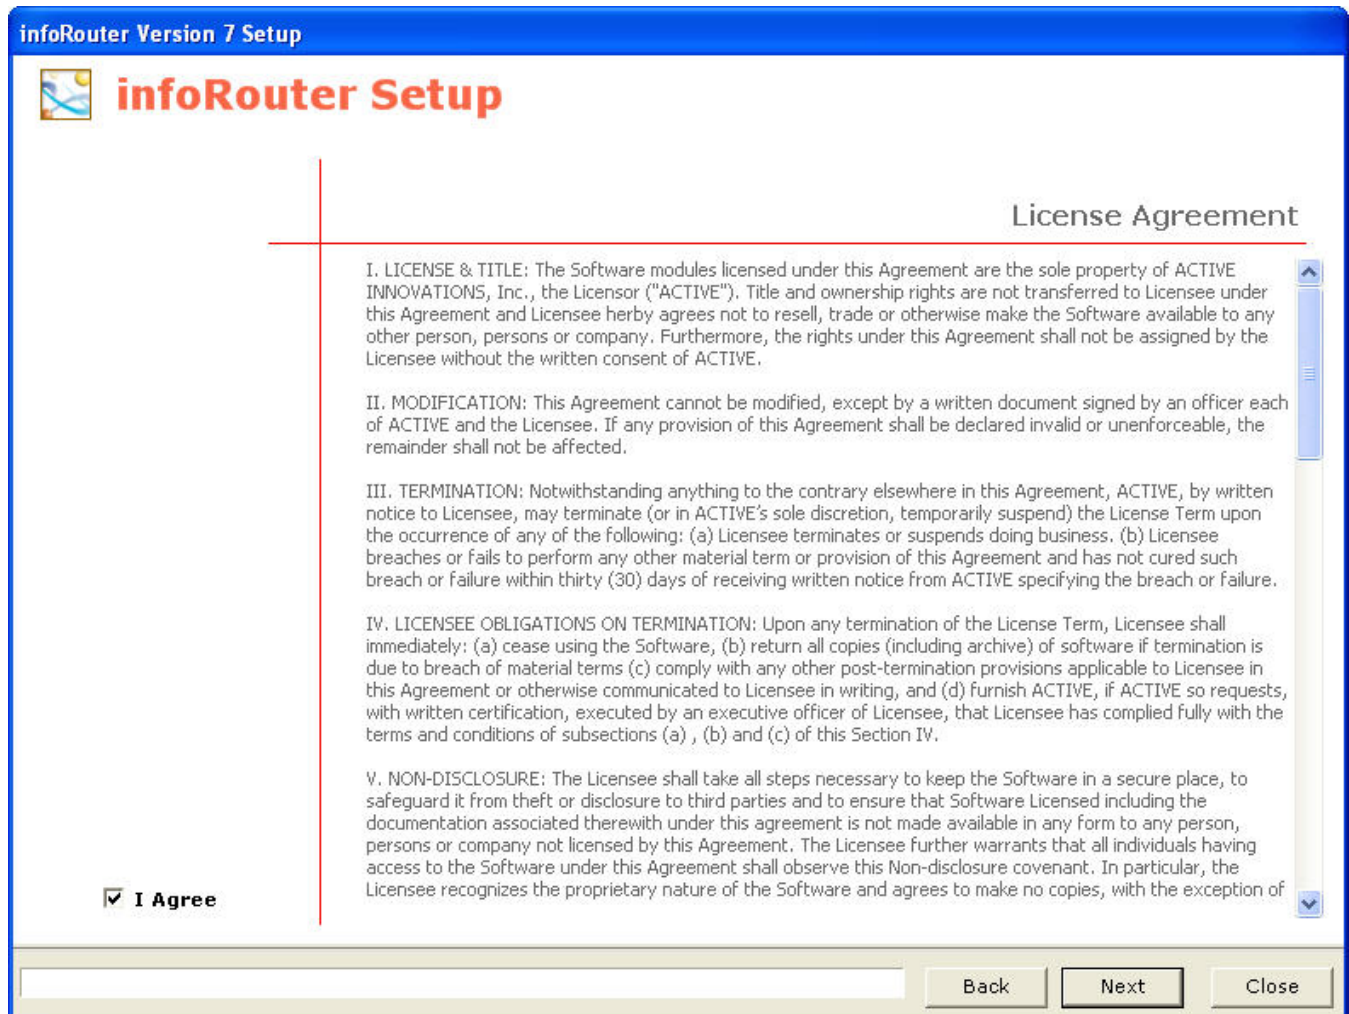 infoRouter Version 7 Setup
infoRouter Setup
License Agreement
I. LICENSE & TITLE: The Software modules licensed under this Agreement are the sole property of ACTIVE
INNOVATIONS, Inc., the Licensor ("ACTIVE"). Title and ownership rights are not transferred to Licensee under
this Agreement and Licensee herby agrees not to resell, trade or otherwise make the Software available to any
other person, persons or company. Furthermore, the rights under this Agreement shall not be assigned by the
Licensee without the written consent of ACTIVE.
II. MODIFICATION: This Agreement cannot be modified, except by a written document signed by an officer each
of ACTIVE and the Licensee. If any provision of this Agreement shall be declared invalid or unenforceable, the
remainder shall not be affected.
III. TERMINATION: Notwithstanding anything to the contrary elsewhere in this Agreement, ACTIVE, by written
notice to Licensee, may terminate (or in ACTIVE's sole discretion, temporarily suspend) the License Term upon
the occurrence of any of the following: (a) Licensee terminates or suspends doing business. (b) Licensee
breaches or fails to perform any other material term or provision of this Agreement and has not cured such
breach or failure within thirty (30) days of receiving written notice from ACTIVE specifying the breach or failure.
IV. LICENSEE OBLIGATIONS ON TERMINATION: Upon any termination of the License Term, Licensee shall
immediately: (a) cease using the Software, (b) return all copies (including archive) of software if termination is
due to breach of material terms (c) comply with any other post-termination provisions applicable to Licensee in
this Agreement or otherwise communicated to Licensee in writing, and (d) furnish ACTIVE, if ACTIVE so requests,
with written certification, executed by an executive officer of Licensee, that Licensee has complied fully with the
terms and conditions of subsections (a) , (b) and (c) of this Section IV.
V. NON-DISCLOSURE: The Licensee shall take all steps necessary to keep the Software in a secure place, to
safeguard it from theft or disclosure to third parties and to ensure that Software Licensed including the
documentation associated therewith under this agreement is not made available in any form to any person,
persons or company not licensed by this Agreement. The Licensee further warrants that all individuals having
access to the Software under this Agreement shall observe this Non-disclosure covenant. In particular, the
Licensee recognizes the proprietary nature of the Software and agrees to make no copies, with the exception of
I Agree
Back
Next
Close